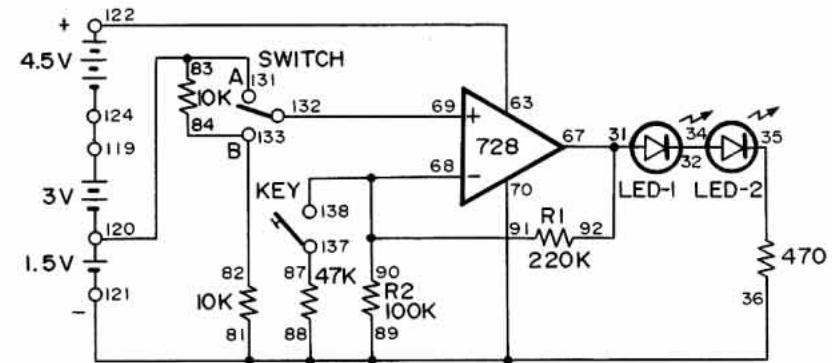 + 122
4.5V
124
119
3V
120
1.5V
- 121
83
10K
84
A 131
SWITCH
132
133
B
82
10K
81
KEY
138
137
87 47K
88
69 +
63
728
68 -
67
70
90
R2
100K
89
91 R1 92
220K
31
32
34
35
LED-1
LED-2
470
36